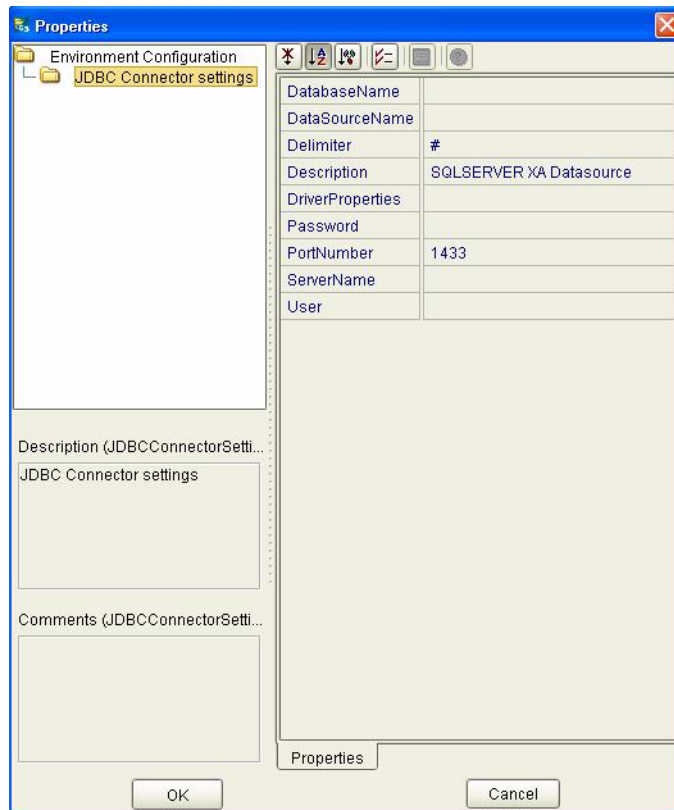 Properties
Environment Configuration
JDBC Connector settings
DatabaseName
DataSourceName
Delimiter #
Description SQLSERVER XA Datasource
DriverProperties
Password
PortNumber 1433
ServerName
User
Description (JDBCConnectorSetti...
JDBC Connector settings
Comments (JDBCConnectorSetti...
Properties
OK Cancel